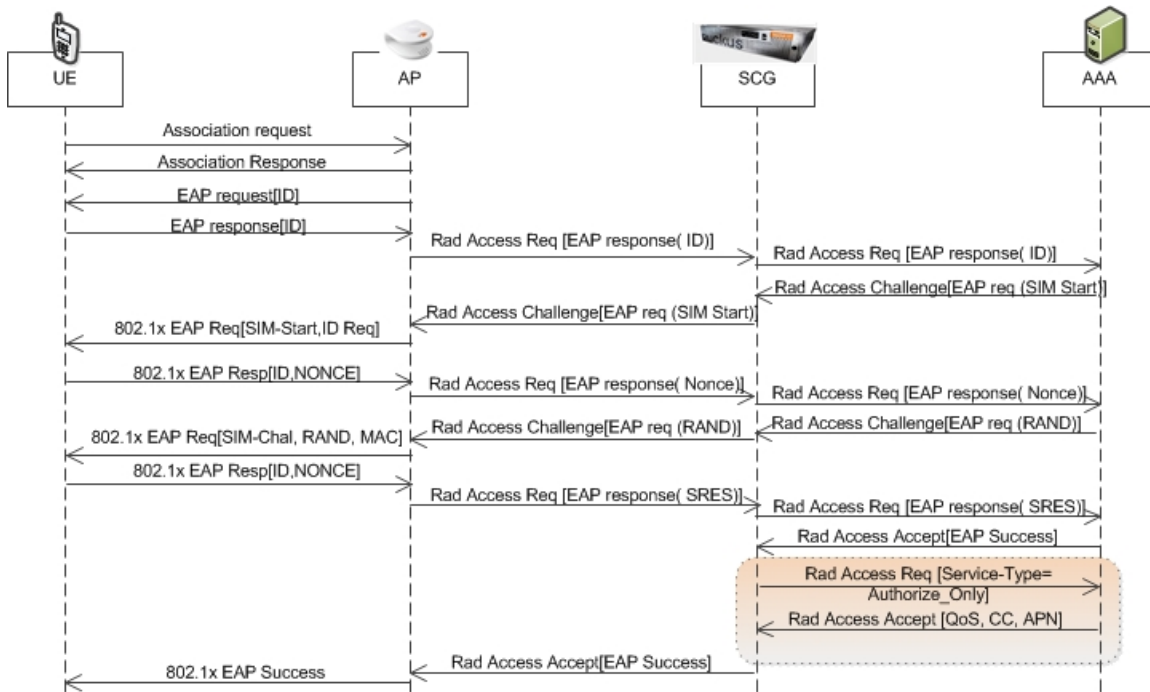 UE
AP
SCG
AAA
Association request
Association Response
EAP request[ID]
EAP response[ID]
Rad Access Req [EAP response( ID)]
Rad Access Req [EAP response( ID)]
Rad Access Challenge[EAP req (SIM Start)]
Rad Access Challenge[EAP req (SIM Start)]
802.1x EAP Req[SIM-Start,ID Req]
802.1x EAP Resp[ID,NONCE]
Rad Access Req [EAP response( Nonce)]
Rad Access Req [EAP response( Nonce)]
Rad Access Challenge[EAP req (RAND)]
Rad Access Challenge[EAP req (RAND)]
802.1x EAP Req[SIM-Chal, RAND, MAC]
802.1x EAP Resp[ID,NONCE]
Rad Access Req [EAP response( SRES)]
Rad Access Req [EAP response( SRES)]
Rad Access Accept[EAP Success]
Rad Access Req [Service-Type=
Authorize_Only]
Rad Access Accept [QoS, CC, APN]
Rad Access Accept[EAP Success]
802.1x EAP Success